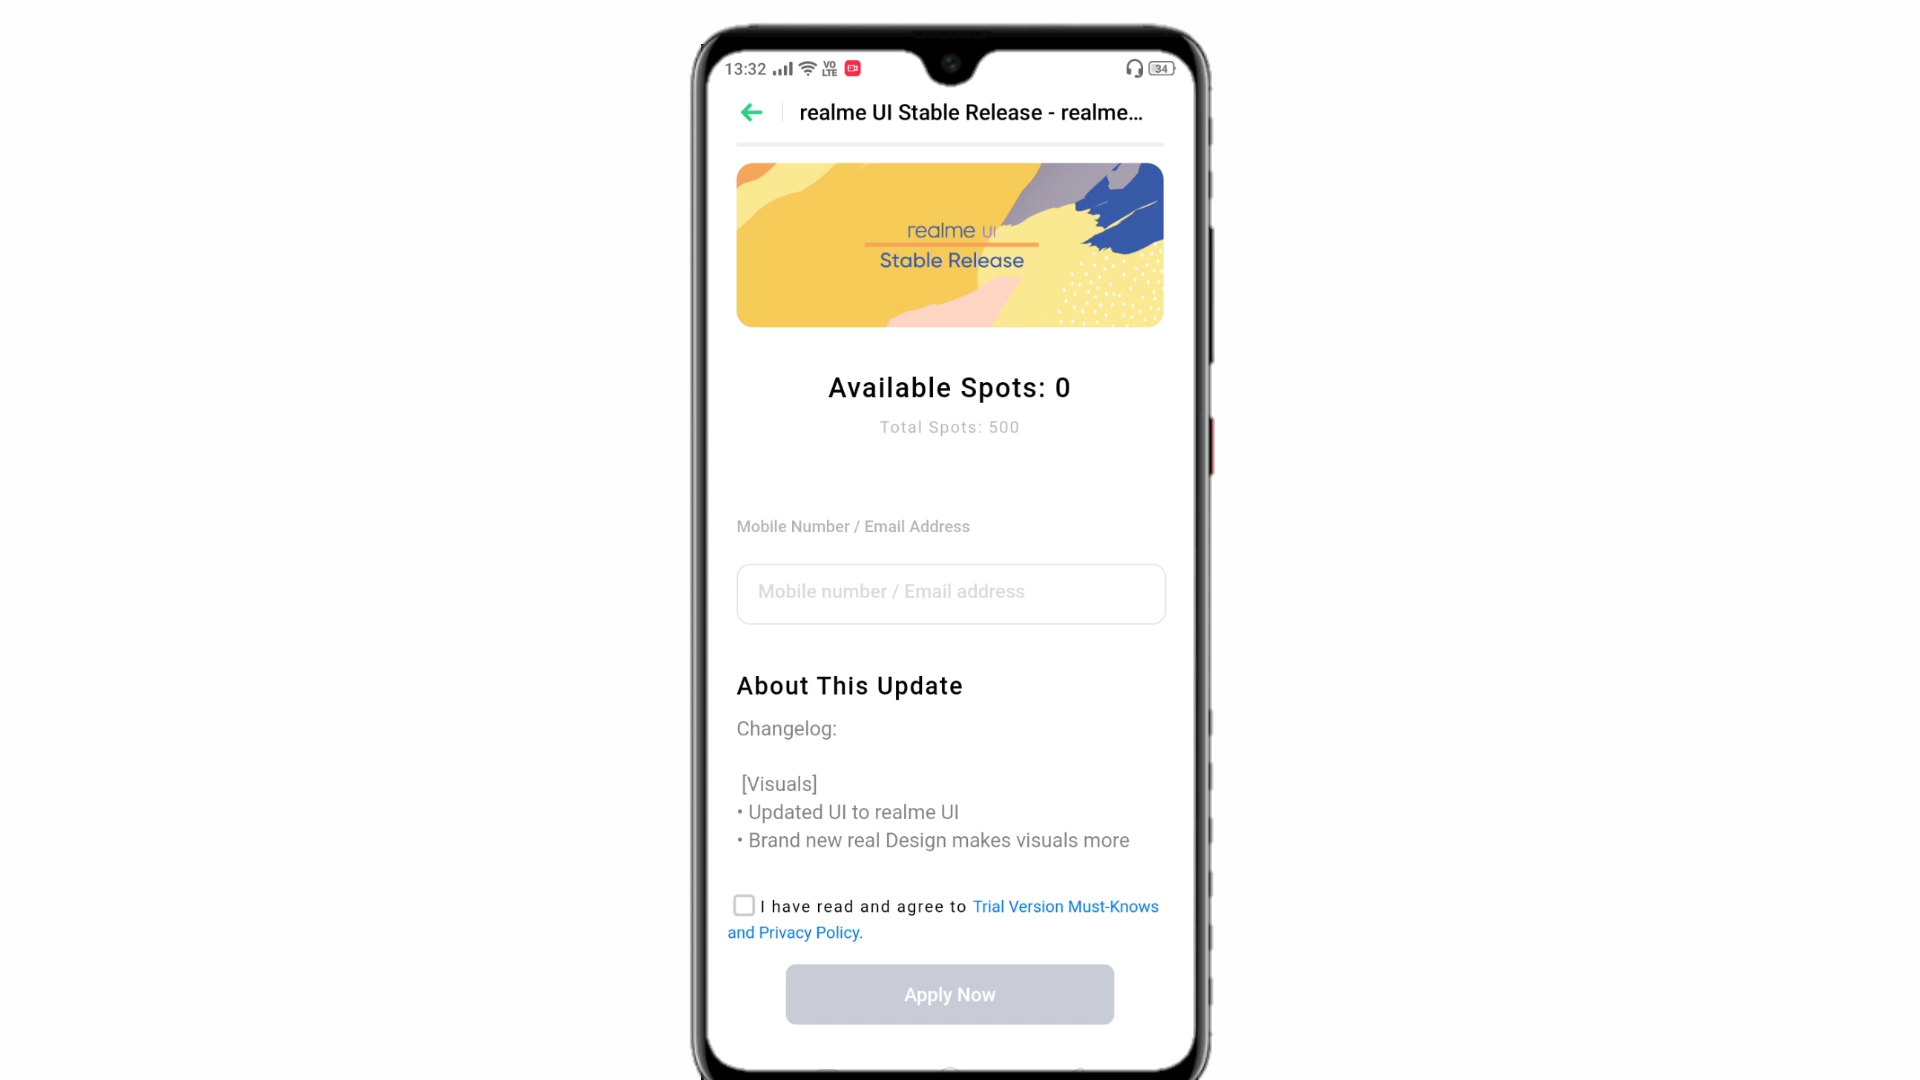 13:32 VO LTE 34
realme UI Stable Release - realme...
realme UI
Stable Release
Available Spots: 0
Total Spots: 500
Mobile Number / Email Address
Mobile number / Email address
About This Update
Changelog:
[Visuals]
• Updated UI to realme UI
• Brand new real Design makes visuals more
I have read and agree to Trial Version Must-Knows
and Privacy Policy.
Apply Now